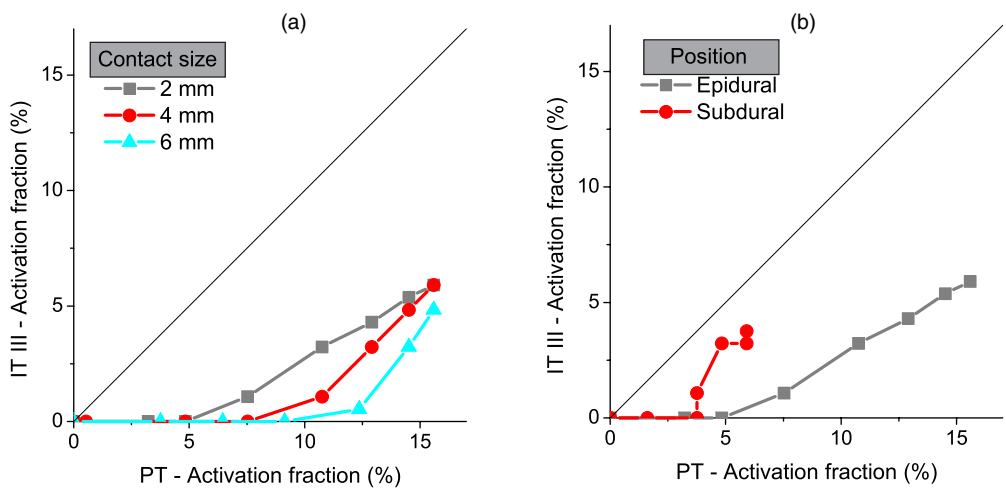 (a)
Contact size
2 mm
4 mm
6 mm
15
10
5
0
0 5 10 15
IT III - Activation fraction (%)
PT - Activation fraction (%)
(b)
Position
Epidural
Subdural
15
10
5
0
0 5 10 15
IT III - Activation fraction (%)
PT - Activation fraction (%)